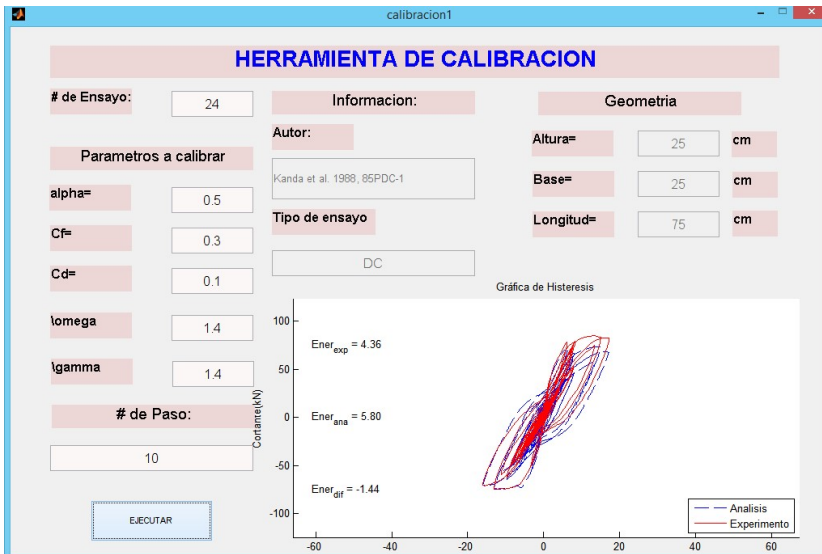 calibracion1
HERRAMIENTA DE CALIBRACION
# de Ensayo:
24
Parametros a calibrar
alpha=
0.5
Cf=
0.3
Cd=
0.1
\omega
1.4
\gamma
1.4
# de Paso:
10
EJECUTAR
Informacion:
Autor:
Kanda et al. 1988, 85PDC-1
Tipo de ensayo
DC
Geometria
Altura=
25
cm
Base=
25
cm
Longitud=
75
cm
Gráfica de Histeresis
Cortante(kN)
100
50
0
-50
-100
Ener_exp = 4.36
Ener_ana = 5.80
Ener_dif = -1.44
Analisis
Experimento
-60 -40 -20 0 20 40 60